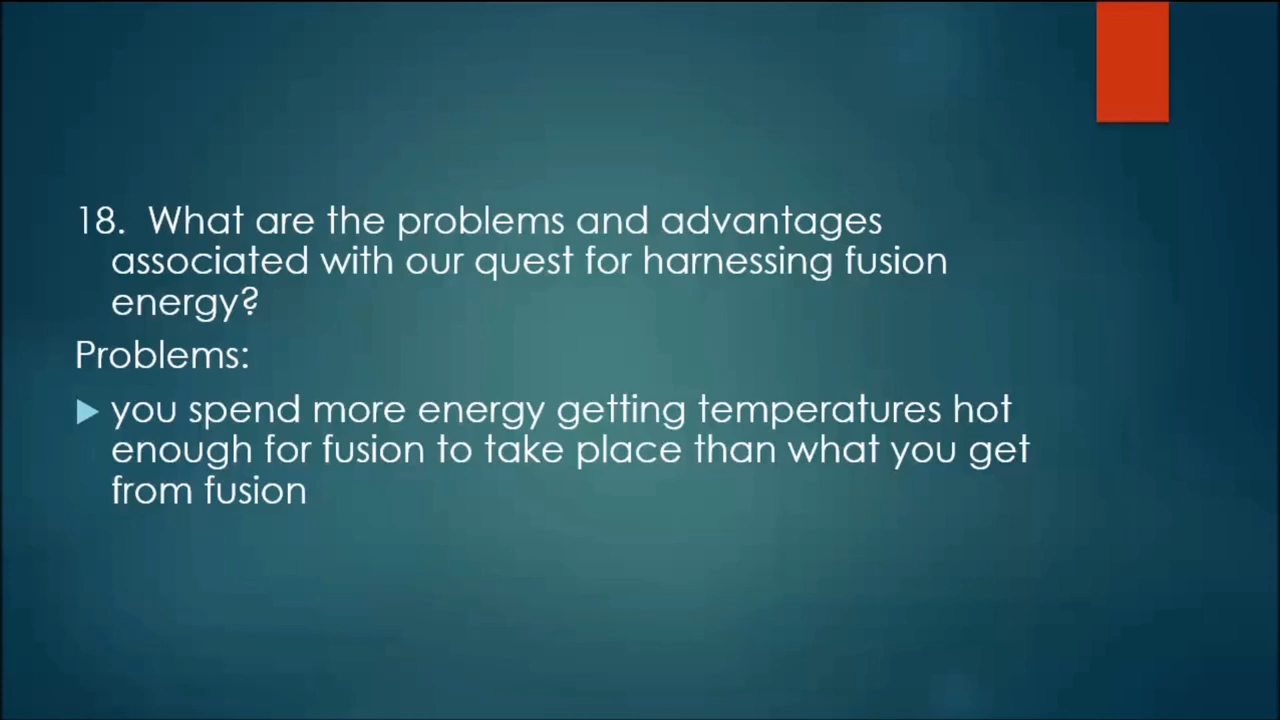 18. What are the problems and advantages
associated with our quest for harnessing fusion
energy?
Problems:
you spend more energy getting temperatures hot
enough for fusion to take place than what you get
from fusion